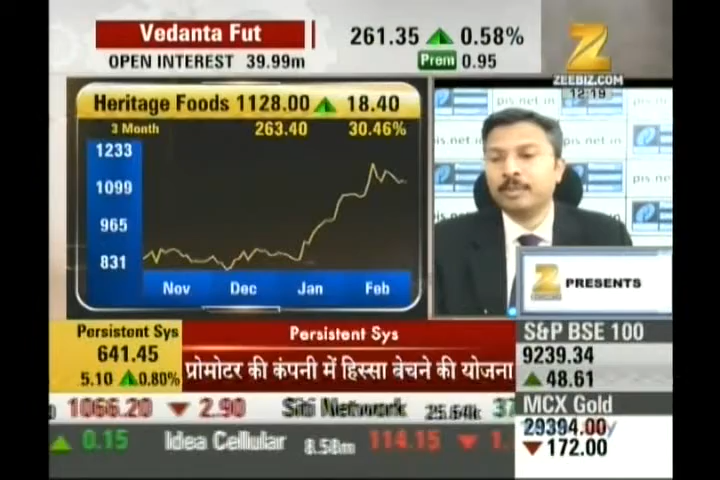 Vedanta Fut
OPEN INTEREST 39.99m
261.35 0.58%
Prem 0.95
ZEEBIZ.COM
12:19
Heritage Foods 1128.00 18.40
3 Month 263.40 30.46%
1233
1099
965
831
Nov Dec Jan Feb
pis.net.in
PRESENTS
Persistent Sys
641.45
5.10 0.80%
Persistent Sys
प्रोमोटर की कंपनी में हिस्सा बेचने की योजना
S&P BSE 100
9239.34
48.61
MCX Gold
29394.00
172.00
1066.20 2.90 Siti Network 25.64k
0.15 Idea Cellular 8.58m 114.15